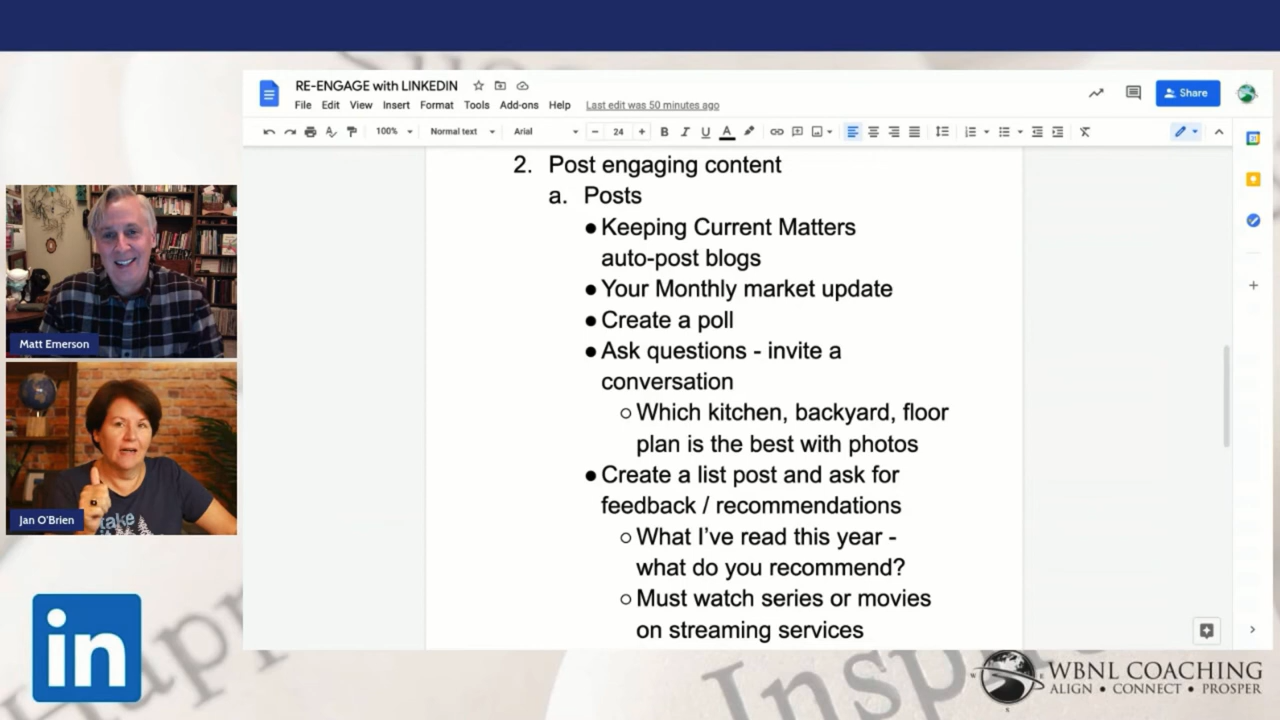 RE-ENGAGE with LINKEDIN
File Edit View Insert Format Tools Add-ons Help Last edit was 50 minutes ago
Share
100% Normal text Arial 24 B I U A
2. Post engaging content
a. Posts
● Keeping Current Matters
auto-post blogs
● Your Monthly market update
● Create a poll
● Ask questions - invite a
conversation
○ Which kitchen, backyard, floor
plan is the best with photos
● Create a list post and ask for
feedback / recommendations
○ What I've read this year -
what do you recommend?
○ Must watch series or movies
on streaming services
Matt Emerson
take
Jan O'Brien
in
Inspi
WBNL COACHING
ALIGN • CONNECT • PROSPER